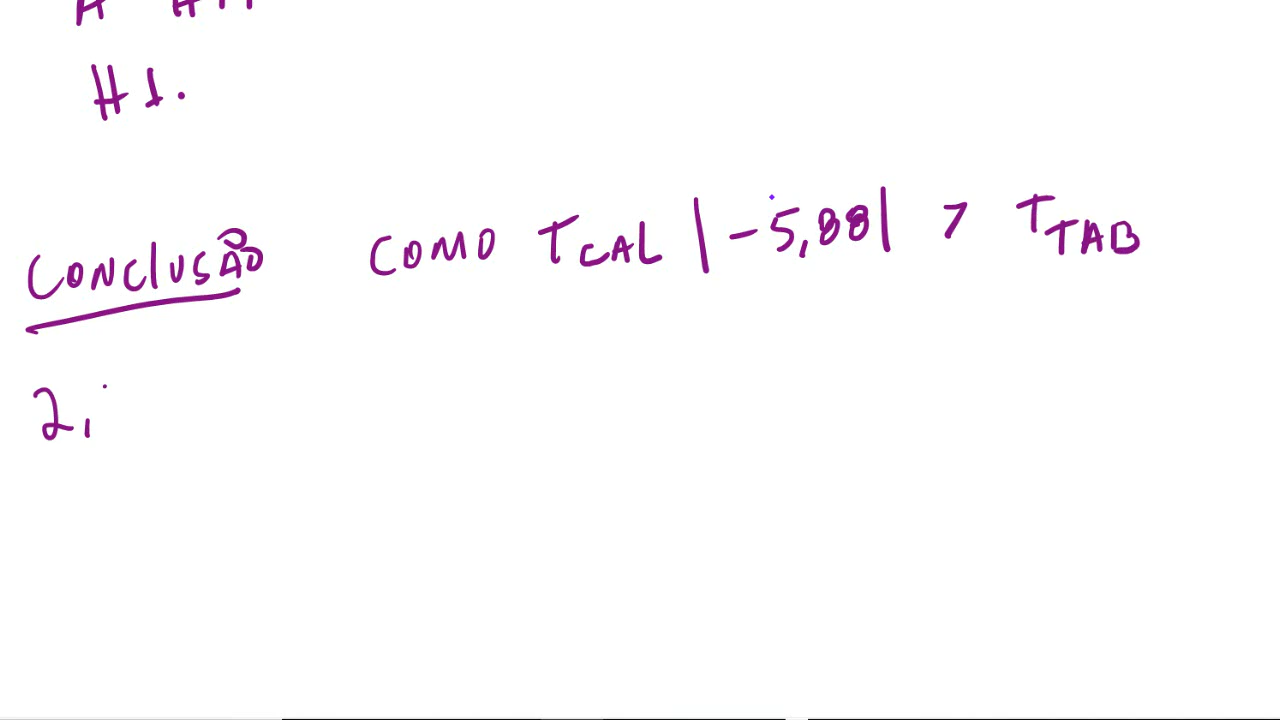 H1.
CONCLUSÃO COMO TCAL |-5,88| > TTAB
2,